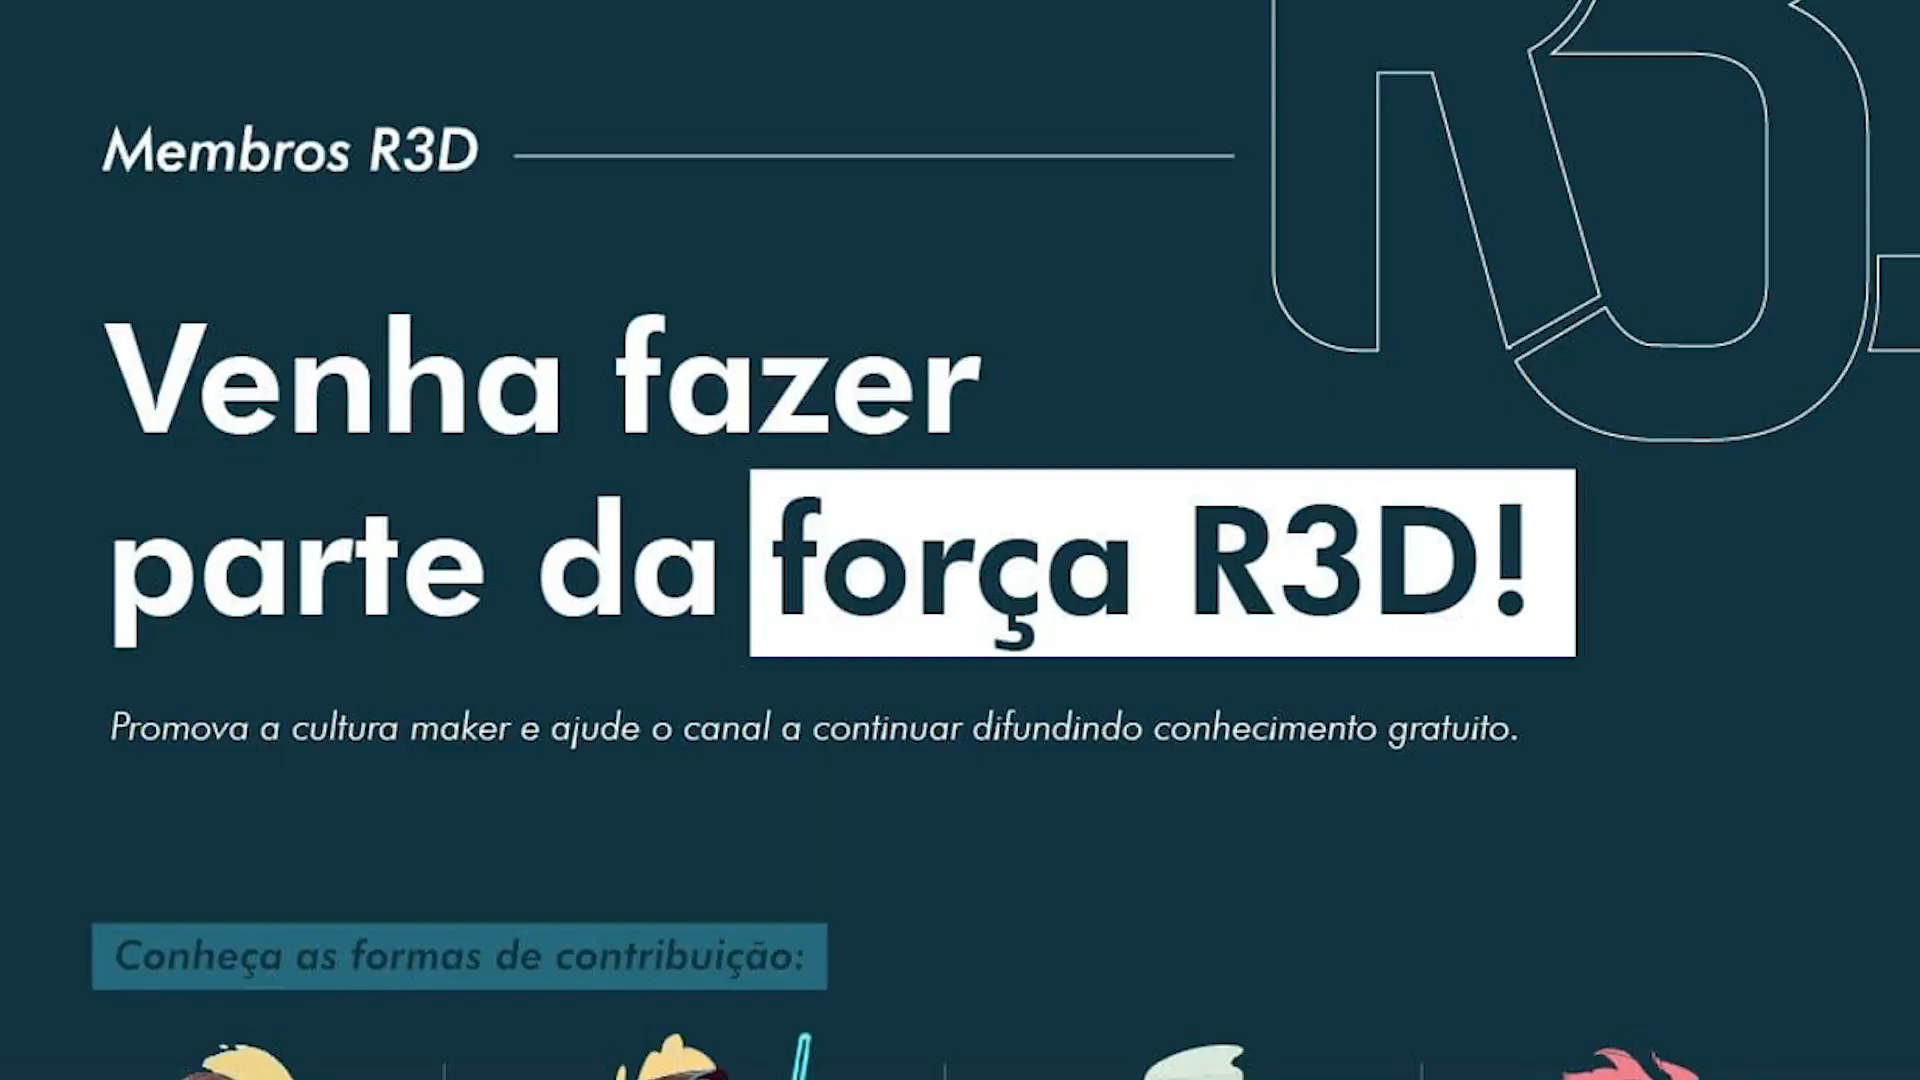 Membros R3D
Venha fazer
parte da força R3D!
Promova a cultura maker e ajude o canal a continuar difundindo conhecimento gratuito.
Conheça as formas de contribuição: